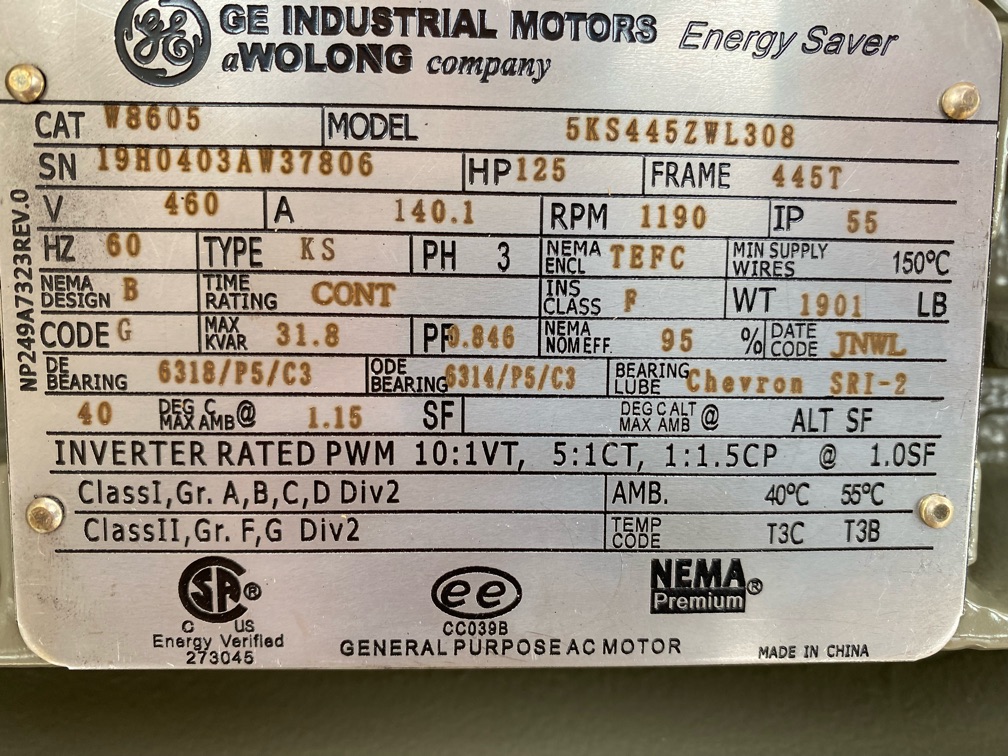 GE INDUSTRIAL MOTORS Energy Saver
a WOLONG company
CAT W8605 MODEL 5KS445ZWL308
SN 19H0403AW37806 HP 125 FRAME 445T
V 460 A 140.1 RPM 1190 IP 55
HZ 60 TYPE KS PH 3 NEMA ENCL TEFC MIN SUPPLY WIRES 150°C
NEMA DESIGN B TIME RATING CONT INS CLASS F WT 1901 LB
CODE G MAX KVAR 31.8 PF 0.846 NEMA NOM EFF. 95 % DATE CODE JNWL
DE BEARING 6318/P5/C3 ODE BEARING 6314/P5/C3 BEARING LUBE Chevron SRI-2
40 DEG C MAX AMB @ 1.15 SF DEG C ALT MAX AMB @ ALT SF
INVERTER RATED PWM 10:1VT, 5:1CT, 1:1.5CP @ 1.0SF
ClassI,Gr. A,B,C,D Div2 AMB. 40°C 55°C
ClassII,Gr. F,G Div2 TEMP CODE T3C T3B
NP249A7323REV.0
SA ® ee NEMA Premium ®
C US
Energy Verified
273045
CC039B
GENERAL PURPOSE AC MOTOR
MADE IN CHINA